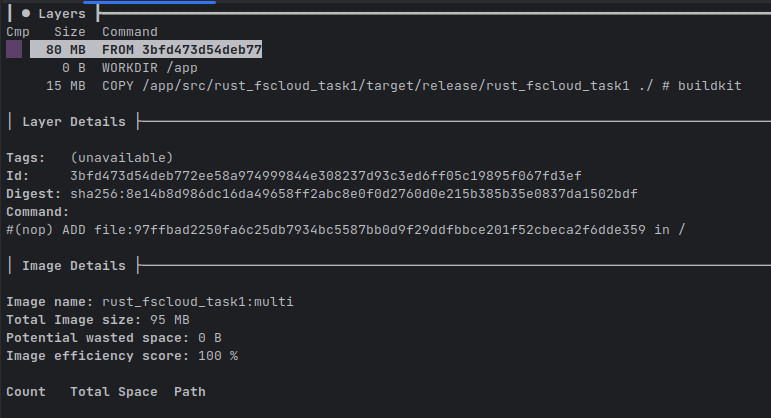 ● Layers
Cmp Size Command
80 MB FROM 3bfd473d54deb77
0 B WORKDIR /app
15 MB COPY /app/src/rust_fscloud_task1/target/release/rust_fscloud_task1 ./ # buildkit
Layer Details
Tags: (unavailable)
Id: 3bfd473d54deb772ee58a974999844e308237d93c3ed6ff05c19895f067fd3ef
Digest: sha256:8e14b8d986dc16da49658ff2abc8e0f0d2760d0e215b385b35e0837da1502bdf
Command:
#(nop) ADD file:97ffbad2250fa6c25db7934bc5587bb0d9f29ddfbbce201f52cbeca2f6dde359 in /
Image Details
Image name: rust_fscloud_task1:multi
Total Image size: 95 MB
Potential wasted space: 0 B
Image efficiency score: 100 %
Count Total Space Path